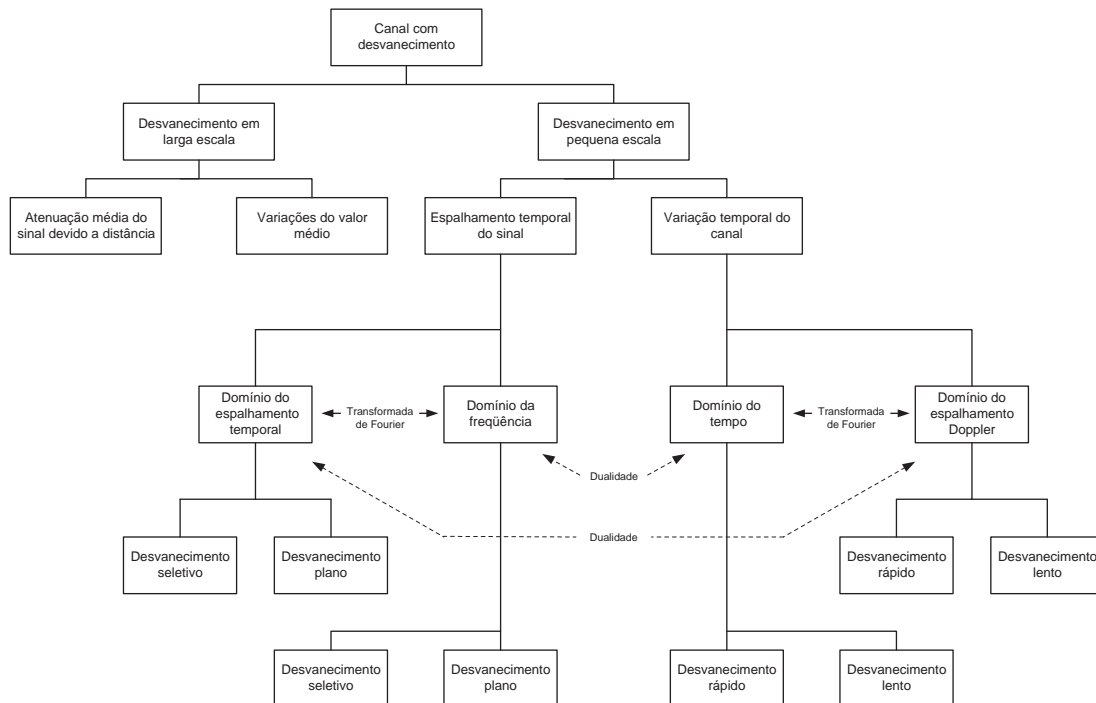 Canal com
desvanecimento
Desvanecimento em
larga escala
Desvanecimento em
pequena escala
Atenuação média do
sinal devido a distância
Variações do valor
médio
Espalhamento temporal
do sinal
Variação temporal do
canal
Domínio do
espalhamento
temporal
Transformada
de Fourier
Domínio da
freqüência
Domínio do
tempo
Transformada
de Fourier
Domínio do
espalhamento
Doppler
Dualidade
Dualidade
Desvanecimento
seletivo
Desvanecimento
plano
Desvanecimento
rápido
Desvanecimento
lento
Desvanecimento
seletivo
Desvanecimento
plano
Desvanecimento
rápido
Desvanecimento
lento